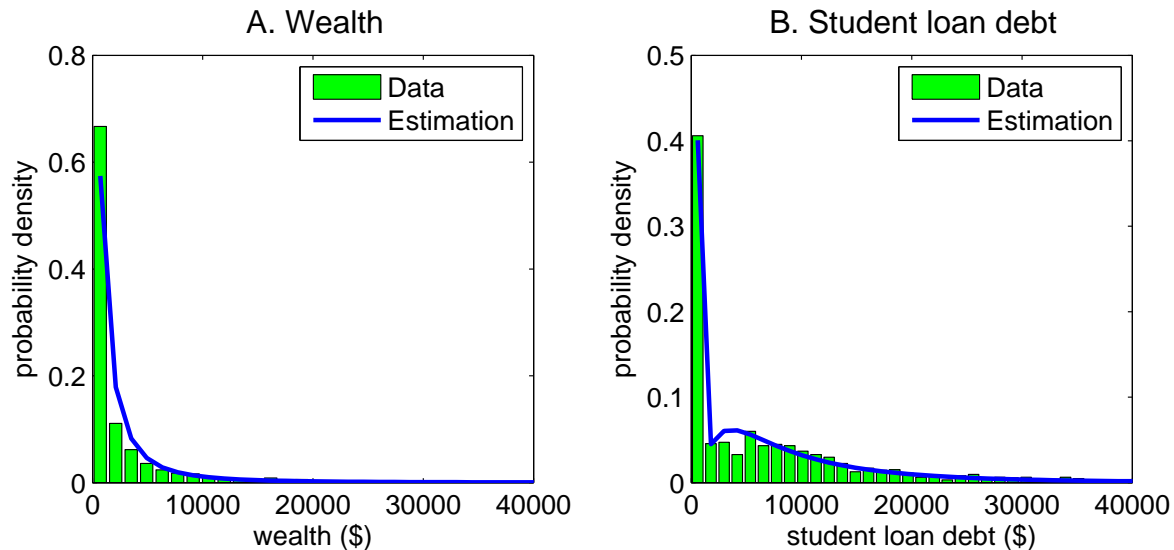 A. Wealth
0.8
0.6
0.4
0.2
0
probability density
Data
Estimation
0 10000 20000 30000 40000
wealth ($)
B. Student loan debt
0.5
0.4
0.3
0.2
0.1
0
probability density
Data
Estimation
0 10000 20000 30000 40000
student loan debt ($)